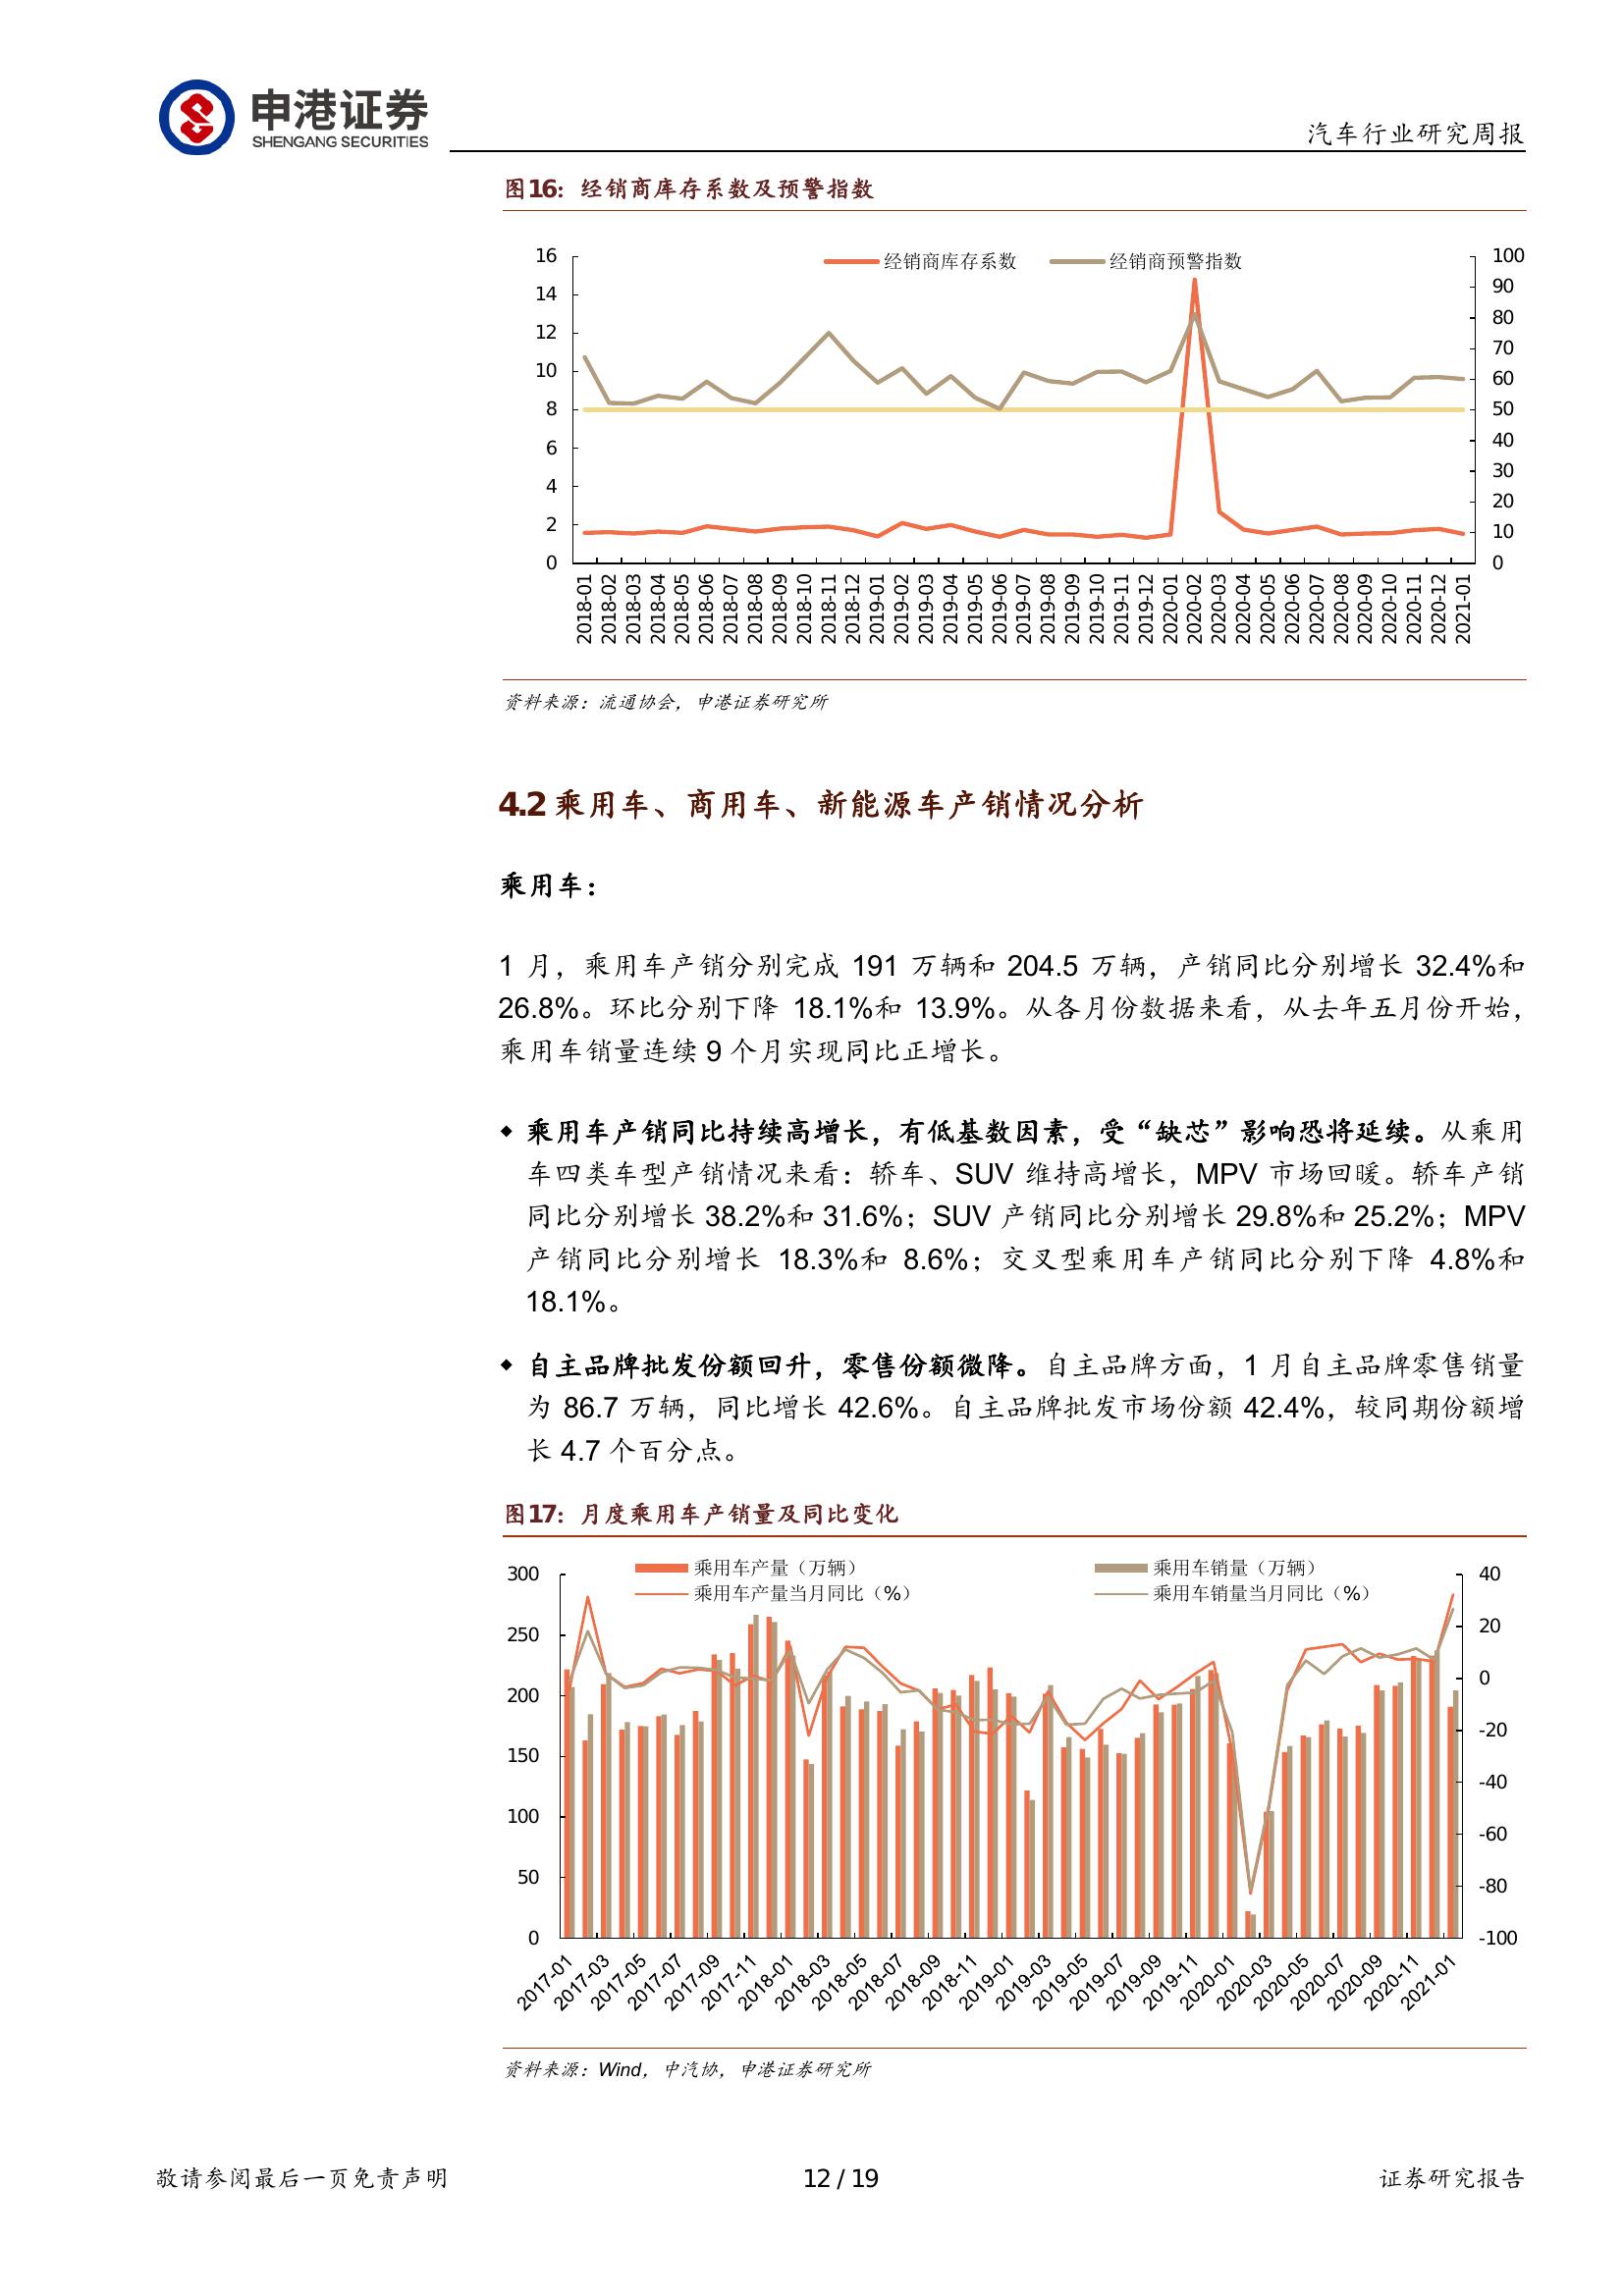 申港证券
SHENGANG SECURITIES
汽车行业研究周报
图16：经销商库存系数及预警指数
经销商库存系数 经销商预警指数
16
14
12
10
8
6
4
2
0
100
90
80
70
60
50
40
30
20
10
0
2018-01 2018-02 2018-03 2018-04 2018-05 2018-06 2018-07 2018-08 2018-09 2018-10 2018-11 2018-12 2019-01 2019-02 2019-03 2019-04 2019-05 2019-06 2019-07 2019-08 2019-09 2019-10 2019-11 2019-12 2020-01 2020-02 2020-03 2020-04 2020-05 2020-06 2020-07 2020-08 2020-09 2020-10 2020-11 2020-12 2021-01
资料来源：流通协会，申港证券研究所
4.2 乘用车、商用车、新能源车产销情况分析
乘用车：
1 月，乘用车产销分别完成 191 万辆和 204.5 万辆，产销同比分别增长 32.4%和
26.8%。环比分别下降 18.1%和 13.9%。从各月份数据来看，从去年五月份开始，
乘用车销量连续 9 个月实现同比正增长。
◆ 乘用车产销同比持续高增长，有低基数因素，受“缺芯”影响恐将延续。从乘用
车四类车型产销情况来看：轿车、SUV 维持高增长，MPV 市场回暖。轿车产销
同比分别增长 38.2%和 31.6%；SUV 产销同比分别增长 29.8%和 25.2%；MPV
产销同比分别增长 18.3%和 8.6%；交叉型乘用车产销同比分别下降 4.8%和
18.1%。
◆ 自主品牌批发份额回升，零售份额微降。自主品牌方面，1 月自主品牌零售销量
为 86.7 万辆，同比增长 42.6%。自主品牌批发市场份额 42.4%，较同期份额增
长 4.7 个百分点。
图17：月度乘用车产销量及同比变化
乘用车产量（万辆） 乘用车销量（万辆）
乘用车产量当月同比（%） 乘用车销量当月同比（%）
300
250
200
150
100
50
0
40
20
0
-20
-40
-60
-80
-100
2017-01 2017-03 2017-05 2017-07 2017-09 2017-11 2018-01 2018-03 2018-05 2018-07 2018-09 2018-11 2019-01 2019-03 2019-05 2019-07 2019-09 2019-11 2020-01 2020-03 2020-05 2020-07 2020-09 2020-11 2021-01
资料来源：Wind，中汽协，申港证券研究所
敬请参阅最后一页免责声明 12 / 19 证券研究报告